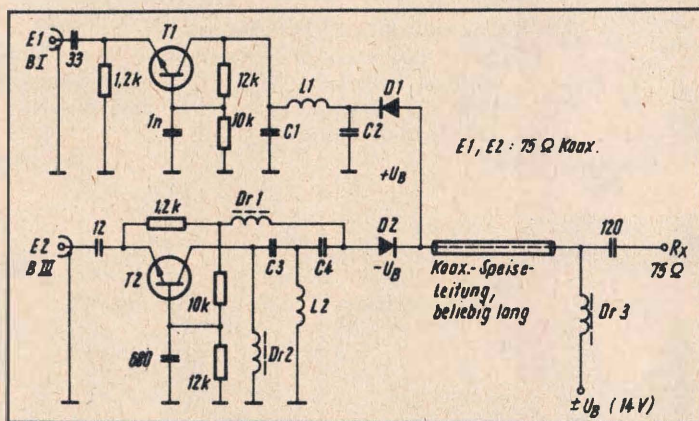 E1
B I
33
T1
1,2k
12k
1n
10k
C1
L1
C2
D1
E1, E2 : 75 Ω Koax.
+U_B
1,2k
Dr 1
E2
B III
12
T2
C3
C4
D2
-U_B
10k
L2
680
Dr2
12k
Koax.-Speise-
leitung,
beliebig lang
120
Rx
75 Ω
Dr 3
± U_B (14 V)